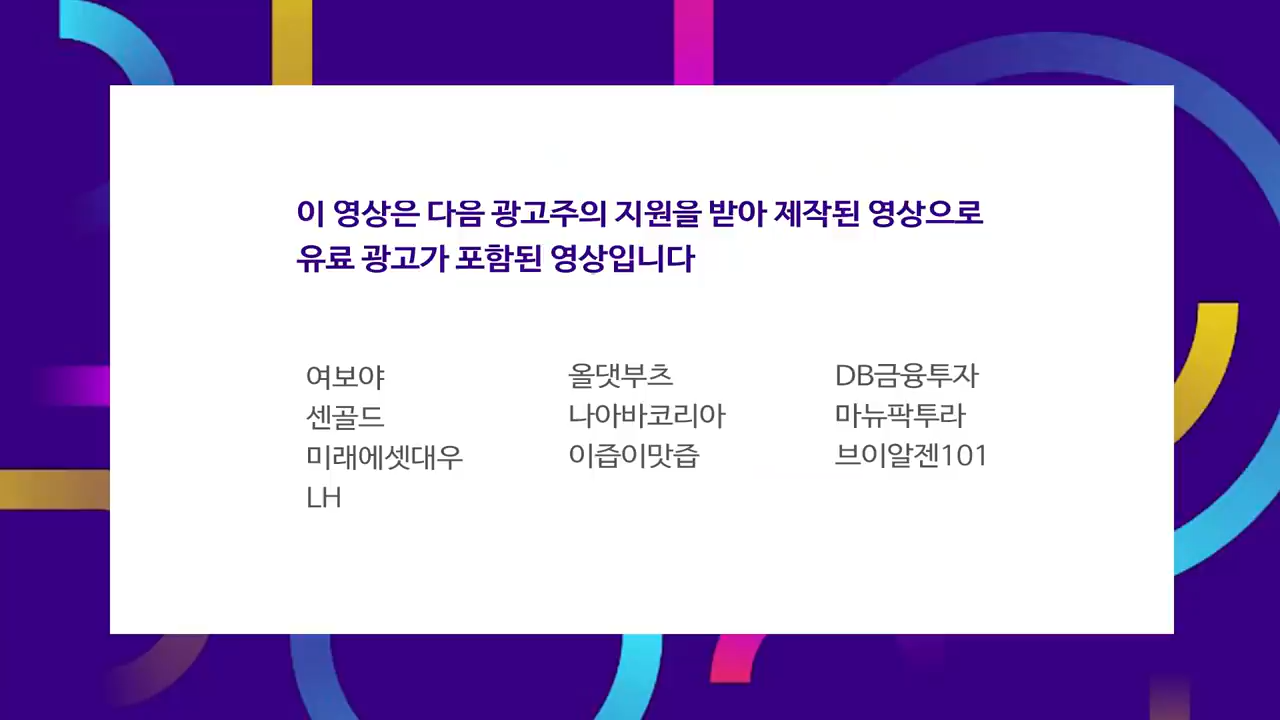 이 영상은 다음 광고주의 지원을 받아 제작된 영상으로
유료 광고가 포함된 영상입니다
여보야
센골드
미래에셋대우
LH
올댓부츠
나아바코리아
이즙이맛즙
DB금융투자
마뉴팍투라
브이알젠101